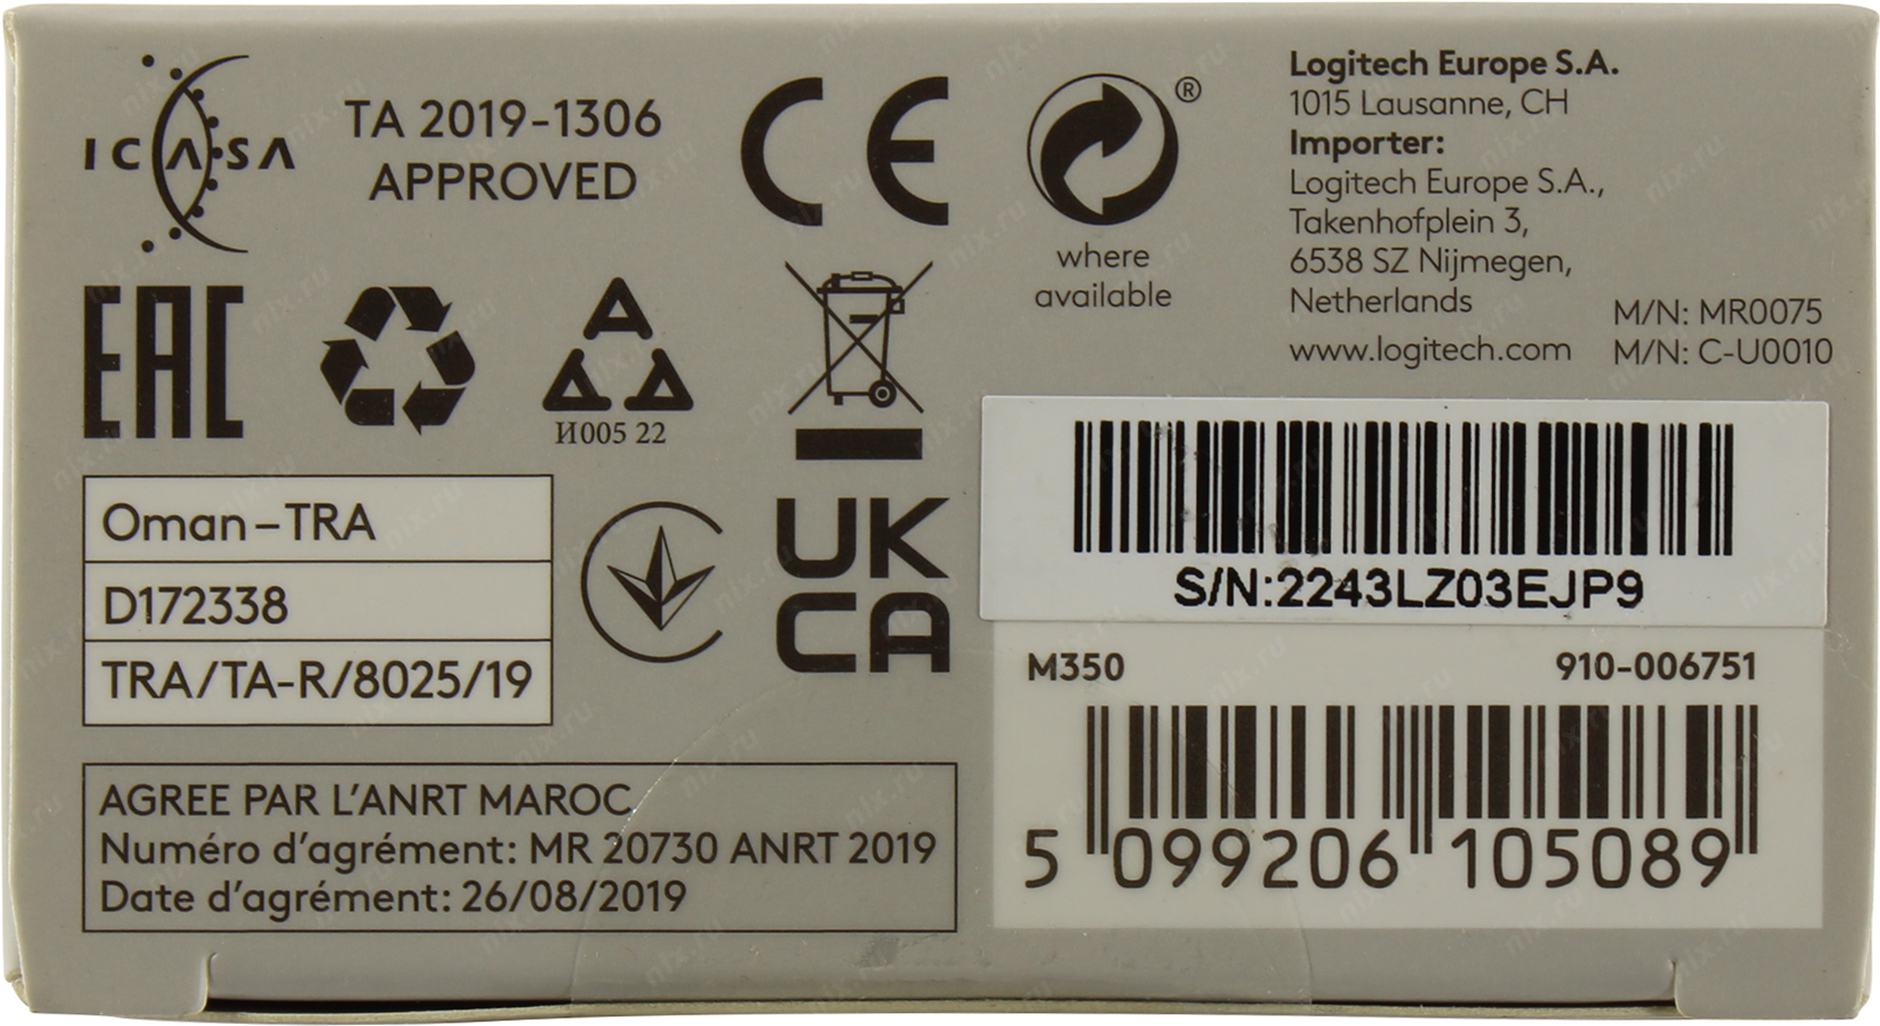 ICASA
TA 2019-1306
APPROVED
CE
®
where
available
Logitech Europe S.A.
1015 Lausanne, CH
Importer:
Logitech Europe S.A.,
Takenhofplein 3,
6538 SZ Nijmegen,
Netherlands
www.logitech.com
M/N: MR0075
M/N: C-U0010
EAC
И005 22
Oman–TRA
D172338
TRA/TA-R/8025/19
UK
CA
S/N:2243LZ03EJP9
M350
910-006751
5 099206 105089
AGREE PAR L'ANRT MAROC
Numéro d'agrément: MR 20730 ANRT 2019
Date d'agrément: 26/08/2019
nix.ru